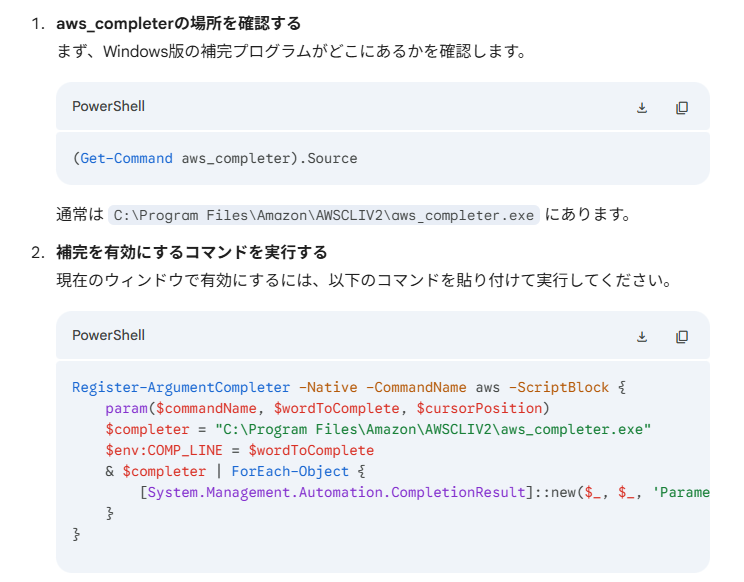 1. aws_completerの場所を確認する
まず、Windows版の補完プログラムがどこにあるかを確認します。
PowerShell
(Get-Command aws_completer).Source
通常は C:\Program Files\Amazon\AWSCLIV2\aws_completer.exe にあります。
2. 補完を有効にするコマンドを実行する
現在のウィンドウで有効にするには、以下のコマンドを貼り付けて実行してください。
PowerShell
Register-ArgumentCompleter -Native -CommandName aws -ScriptBlock {
    param($commandName, $wordToComplete, $cursorPosition)
    $completer = "C:\Program Files\Amazon\AWSCLIV2\aws_completer.exe"
    $env:COMP_LINE = $wordToComplete
    & $completer | ForEach-Object {
        [System.Management.Automation.CompletionResult]::new($_, $_, 'Parame
    }
}